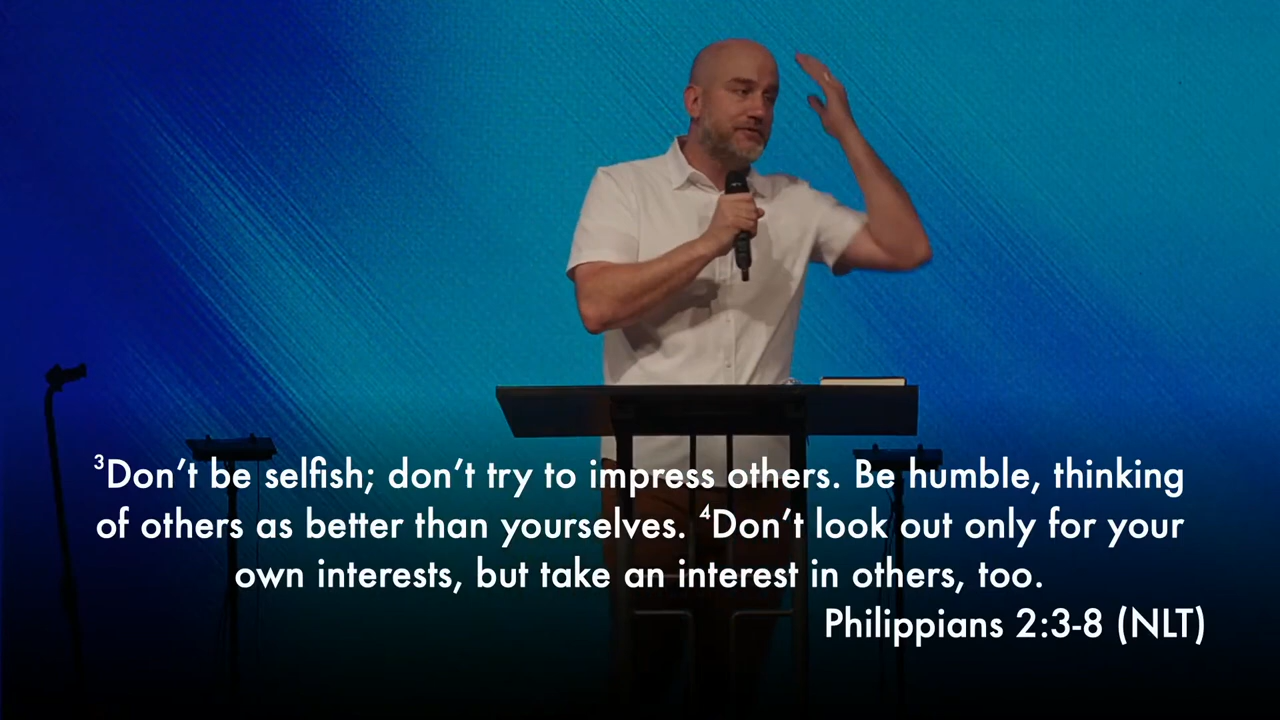 ³Don’t be selfish; don’t try to impress others. Be humble, thinking
of others as better than yourselves. ⁴Don’t look out only for your
own interests, but take an interest in others, too.
Philippians 2:3-8 (NLT)